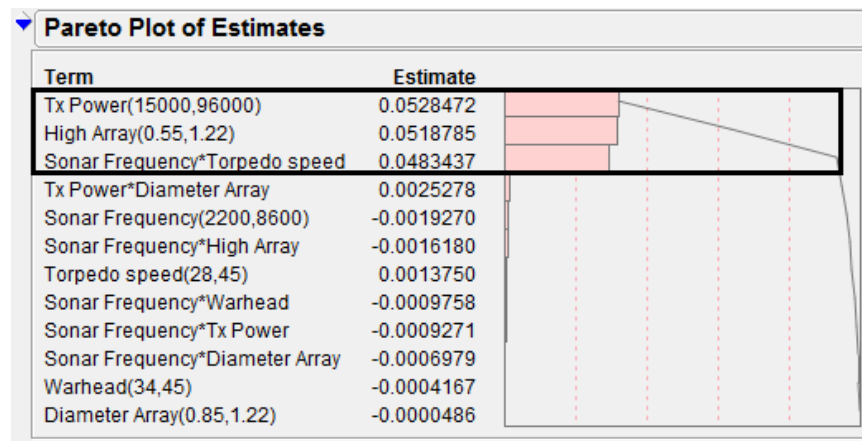 Pareto Plot of Estimates
Term Estimate
Tx Power(15000,96000) 0.0528472
High Array(0.55,1.22) 0.0518785
Sonar Frequency*Torpedo speed 0.0483437
Tx Power*Diameter Array 0.0025278
Sonar Frequency(2200,8600) -0.0019270
Sonar Frequency*High Array -0.0016180
Torpedo speed(28,45) 0.0013750
Sonar Frequency*Warhead -0.0009758
Sonar Frequency*Tx Power -0.0009271
Sonar Frequency*Diameter Array -0.0006979
Warhead(34,45) -0.0004167
Diameter Array(0.85,1.22) -0.0000486